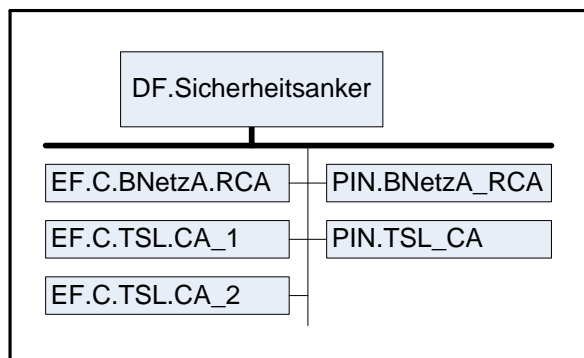 DF.Sicherheitsanker
EF.C.BNetzA.RCA
PIN.BNetzA_RCA
EF.C.TSL.CA_1
PIN.TSL_CA
EF.C.TSL.CA_2